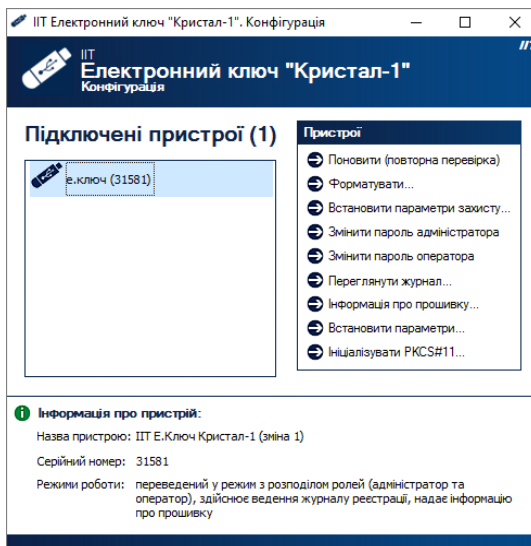 ІІТ Електронний ключ "Кристал-1". Конфігурація
ІІТ
Електронний ключ "Кристал-1"
Конфігурація
Підключені пристрої (1)
е.ключ (31581)
Пристрої
Поновити (повторна перевірка)
Форматувати...
Встановити параметри захисту...
Змінити пароль адміністратора
Змінити пароль оператора
Переглянути журнал...
Інформація про прошивку...
Встановити параметри...
Ініціалізувати PKCS#11...
Інформація про пристрій:
Назва пристрою: ІІТ Е.Ключ Кристал-1 (зміна 1)
Серійний номер: 31581
Режими роботи: переведений у режим з розподілом ролей (адміністратор та
оператор), здійснює ведення журналу реєстрації, надає інформацію
про прошивку